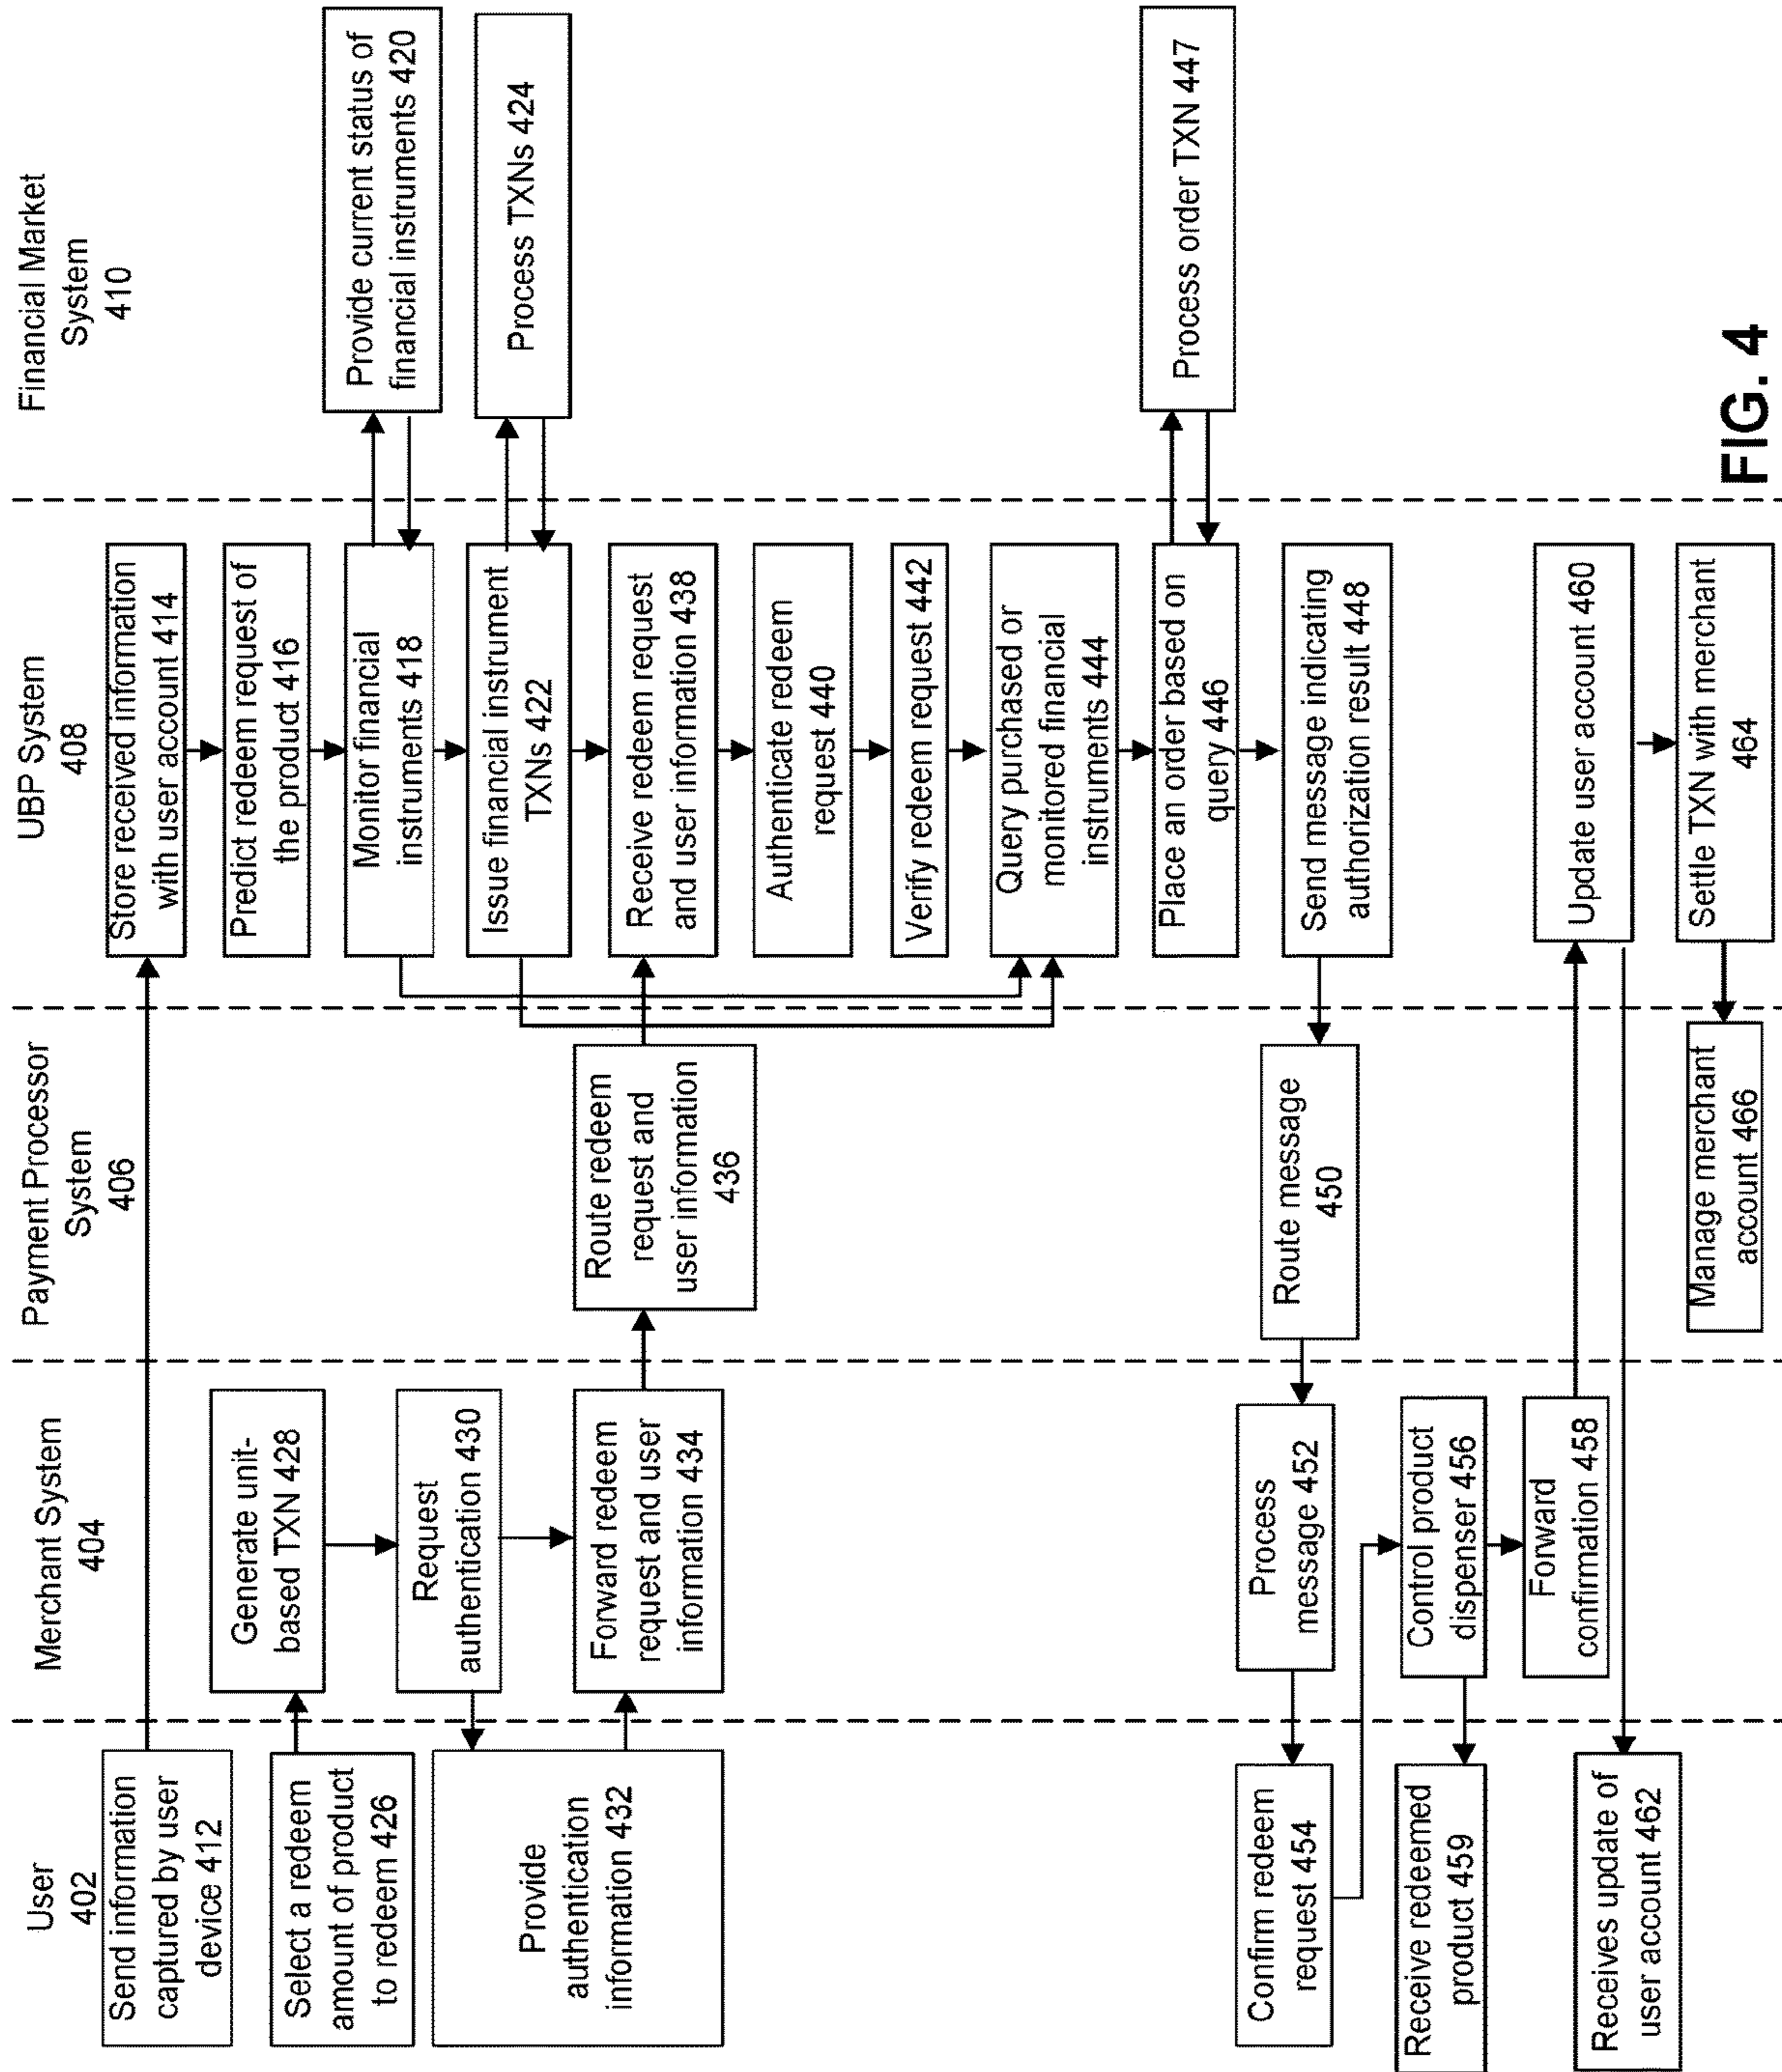 User
402
Merchant System
404
Payment Processor
System
406
UBP System
408
Financial Market
System
410
Send information
captured by user
device 412
Store received information
with user account 414
Predict redeem request of
the product 416
Monitor financial
instruments 418
Provide current status of
financial instruments 420
Issue financial instrument
TXNs 422
Process TXNs 424
Select a redeem
amount of product
to redeem 426
Generate unit-
based TXN 428
Request
authentication 430
Provide
authentication
information 432
Forward redeem
request and user
information 434
Route redeem
request and
user information
436
Receive redeem request
and user information 438
Authenticate redeem
request 440
Verify redeem request 442
Query purchased or
monitored financial
instruments 444
Place an order based on
query 446
Process order TXN 447
Send message indicating
authorization result 448
Route message
450
Process
message 452
Confirm redeem
request 454
Control product
dispenser 456
Forward
confirmation 458
Receive redeemed
product 459
Update user account 460
Receives update of
user account 462
Settle TXN with merchant
464
Manage merchant
account 466
FIG. 4